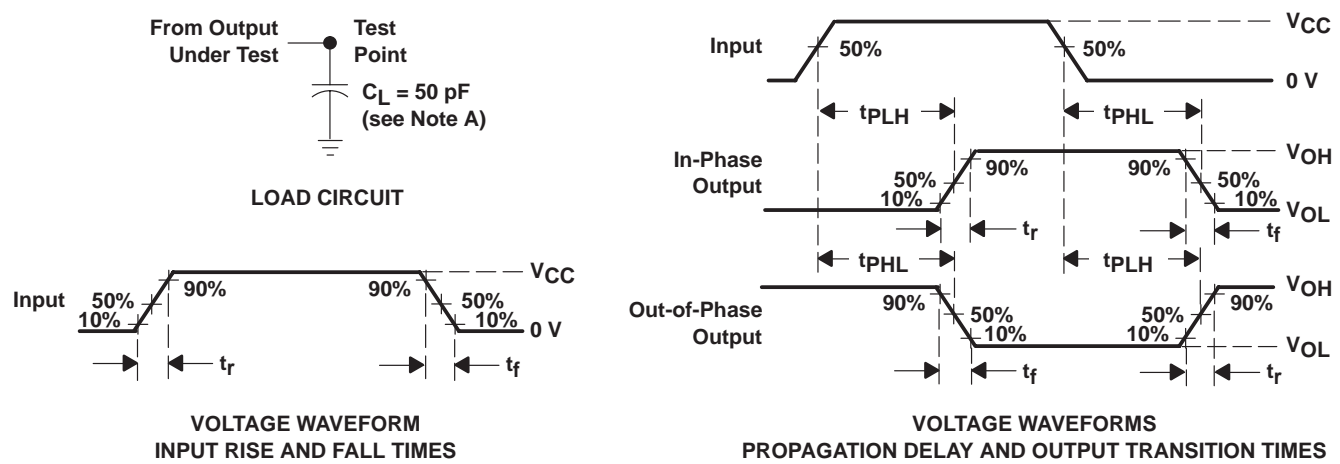 From Output
Under Test
Test
Point
CL = 50 pF
(see Note A)
LOAD CIRCUIT
Input
50%
10%
90%
90%
50%
10%
VCC
0 V
tr
tf
VOLTAGE WAVEFORM
INPUT RISE AND FALL TIMES
Input
50%
50%
VCC
0 V
tPLH
tPHL
In-Phase
Output
50%
10%
90%
90%
50%
10%
VOH
VOL
tr
tf
tPHL
tPLH
Out-of-Phase
Output
90%
50%
10%
50%
10%
90%
VOH
VOL
tf
tr
VOLTAGE WAVEFORMS
PROPAGATION DELAY AND OUTPUT TRANSITION TIMES